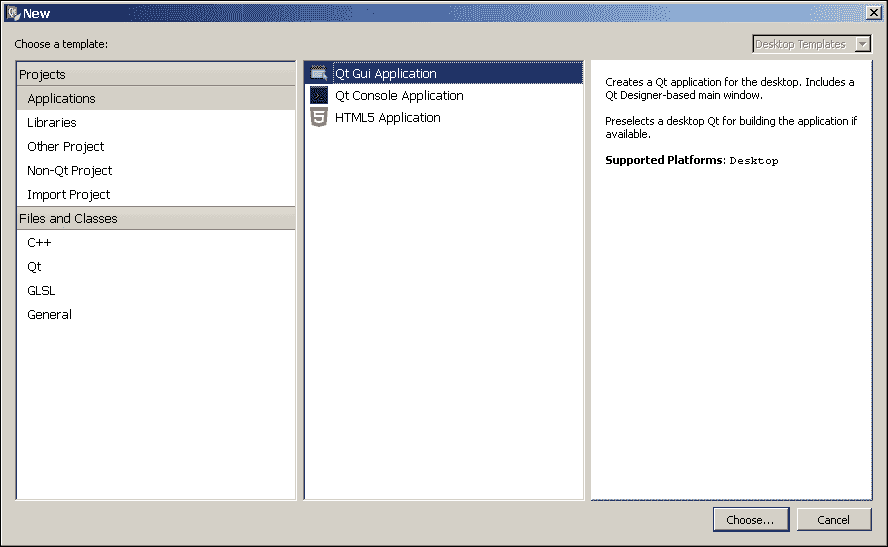 New
Choose a template:
Desktop Templates
Projects
Applications
Libraries
Other Project
Non-Qt Project
Import Project
Files and Classes
C++
Qt
GLSL
General
Qt Gui Application
Qt Console Application
HTML5 Application
Creates a Qt application for the desktop. Includes a
Qt Designer-based main window.
Preselects a desktop Qt for building the application if
available.
Supported Platforms: Desktop
Choose...
Cancel